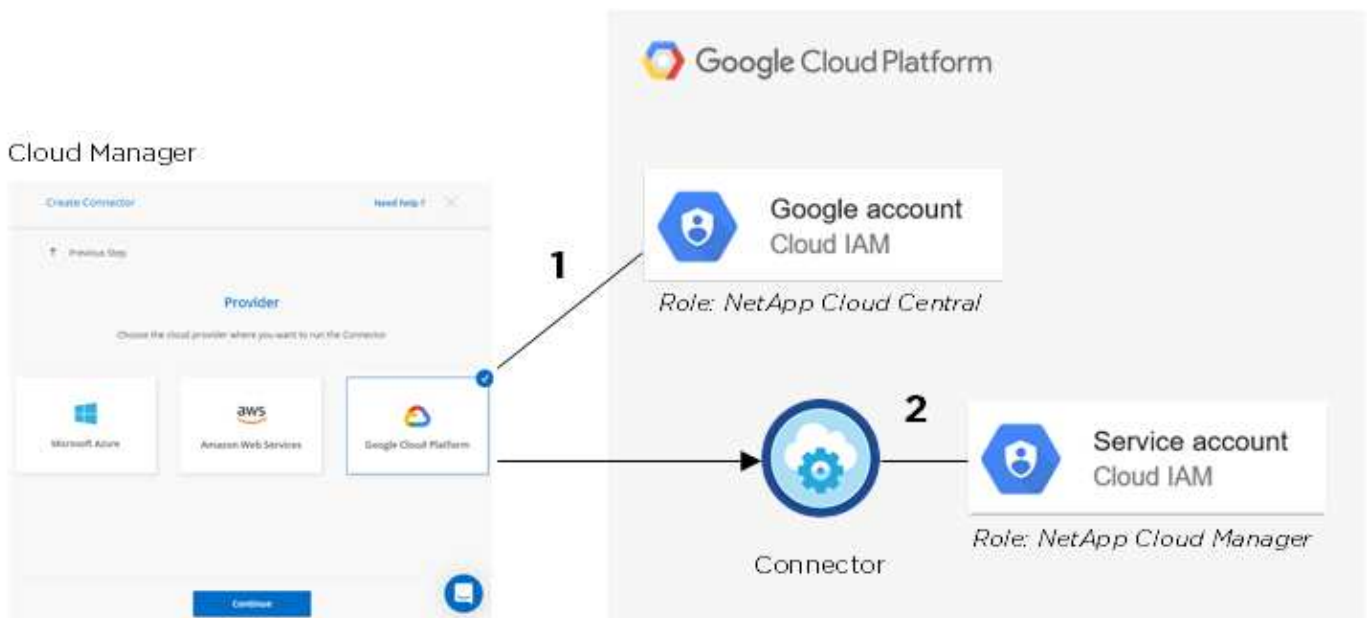 Google Cloud Platform
Cloud Manager
Create Connector
Need help?
Previous Step
Provider
Choose the cloud provider where you want to run the Connector
Microsoft Azure
aws
Amazon Web Services
Google Cloud Platform
Continue
1
Google account
Cloud IAM
Role: NetApp Cloud Central
2
Connector
Service account
Cloud IAM
Role: NetApp Cloud Manager